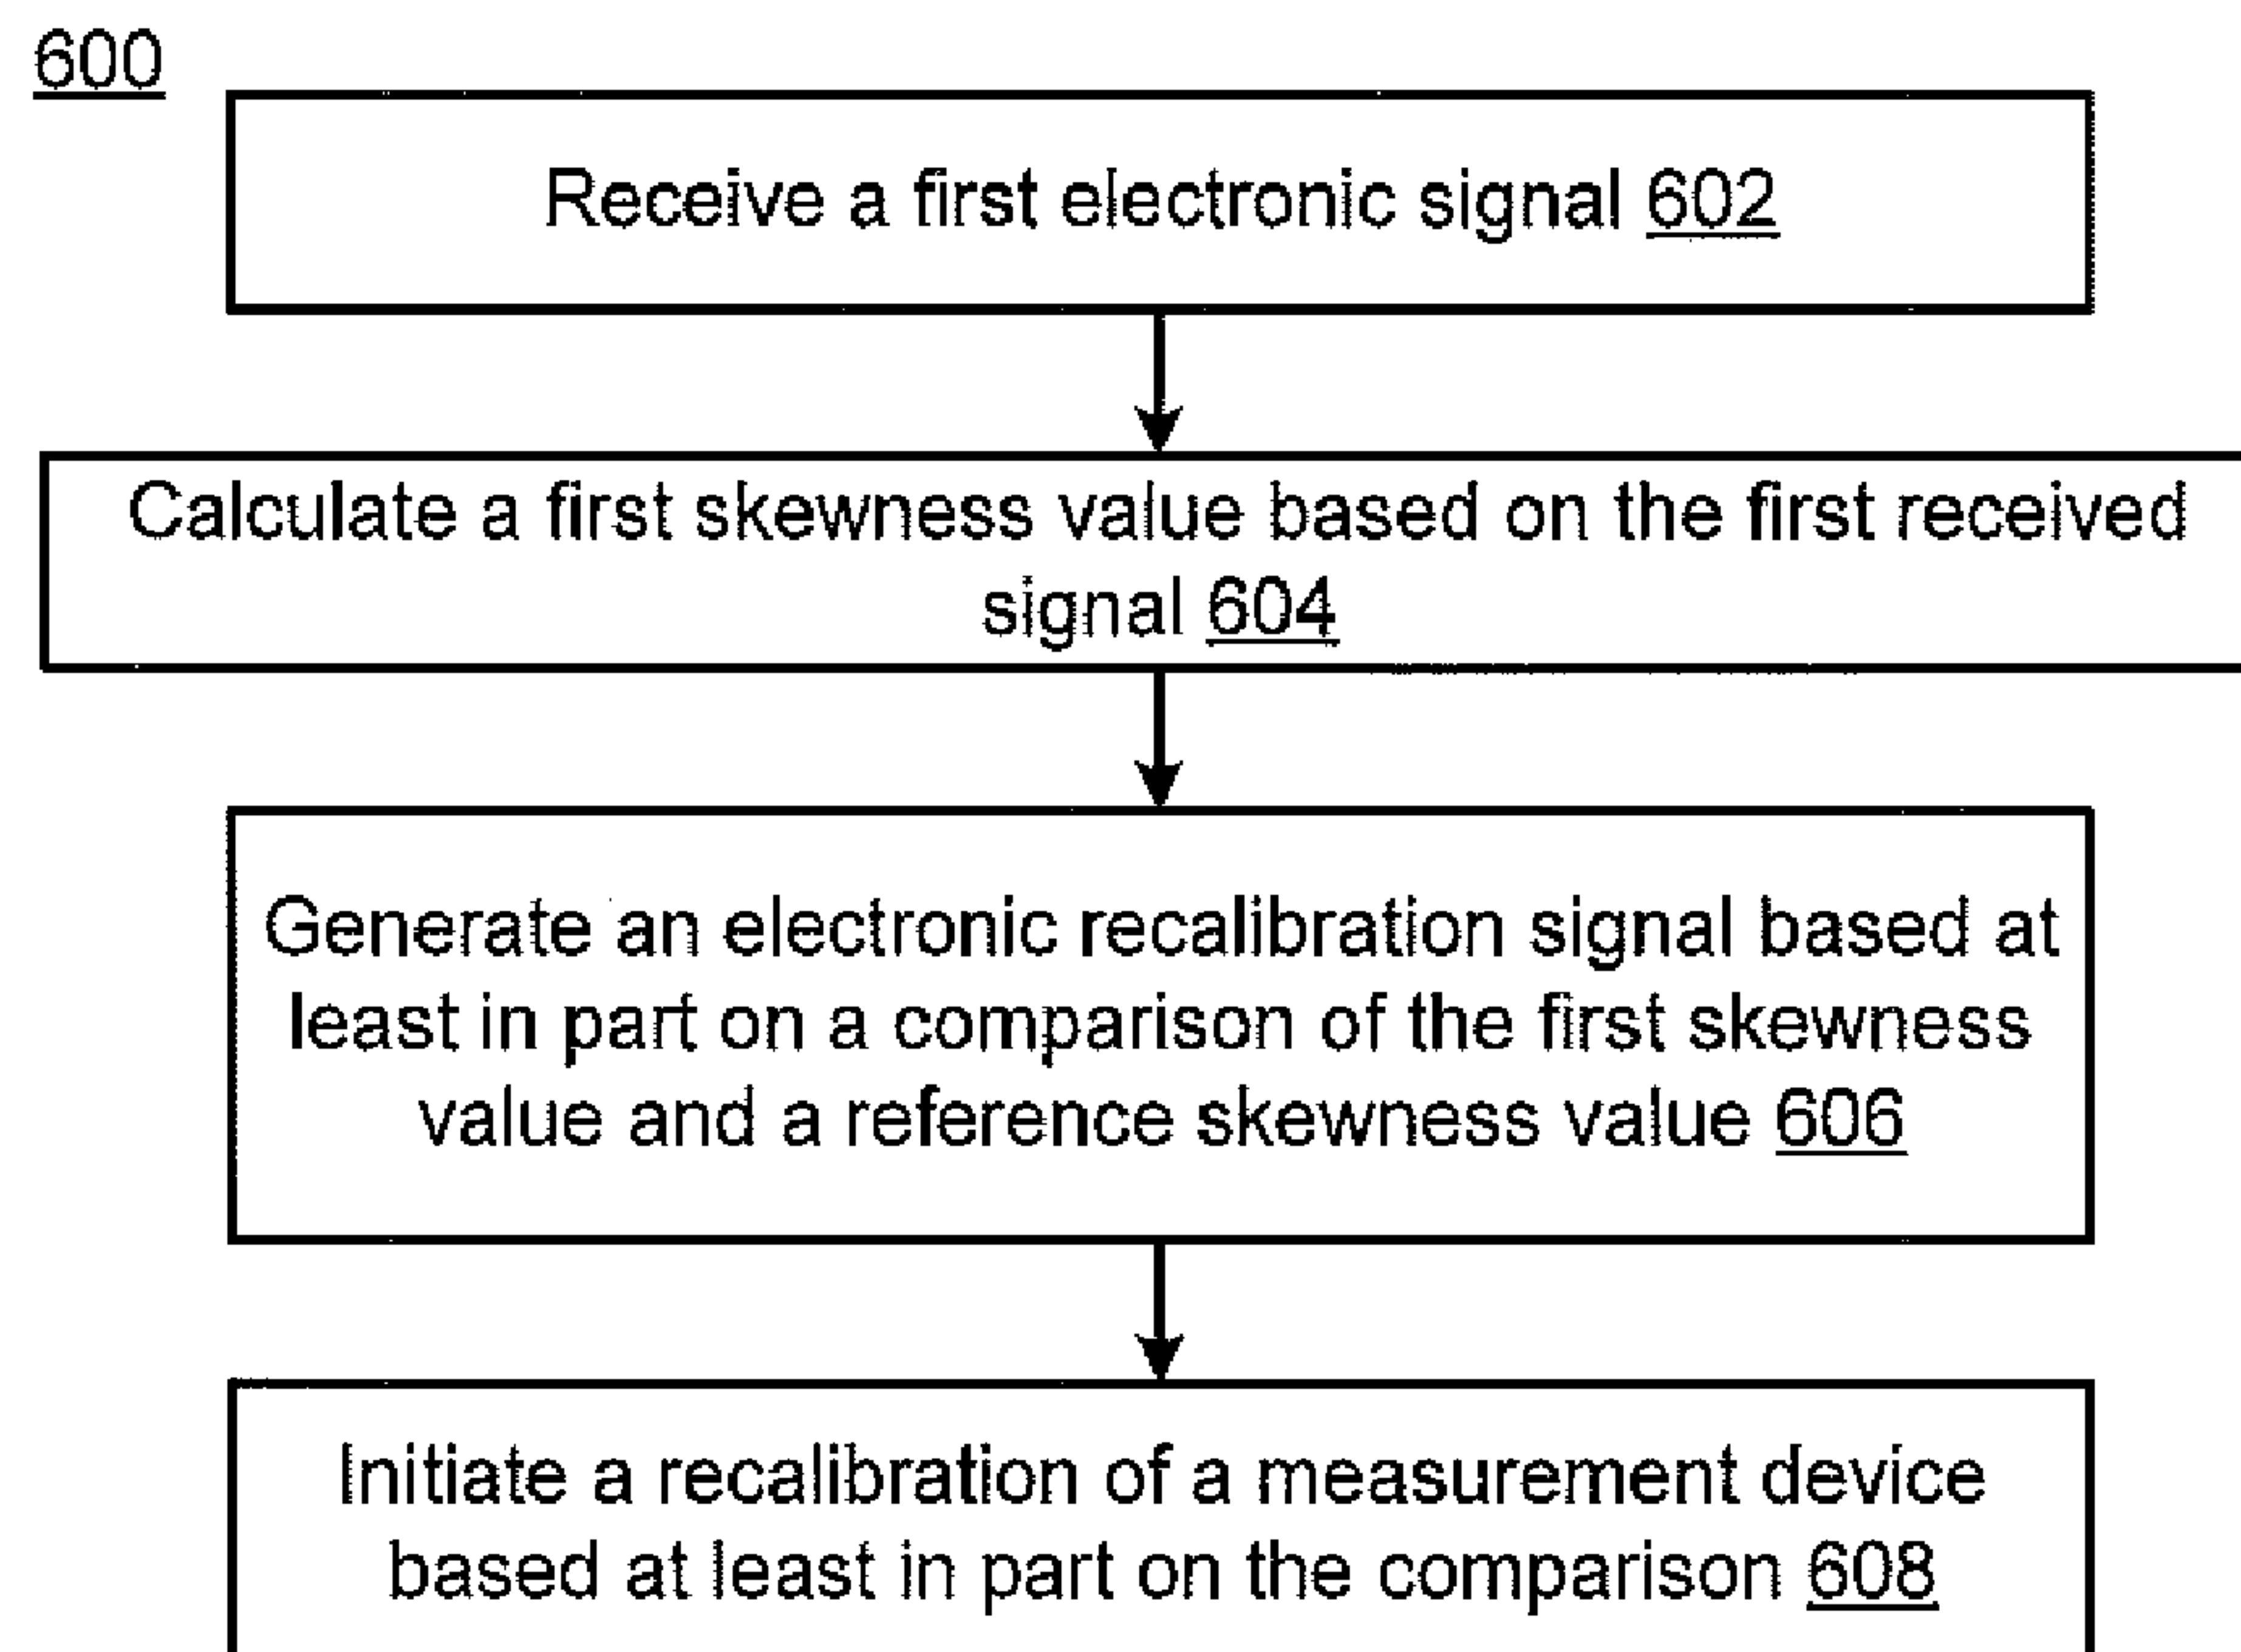 600
Receive a first electronic signal 602
Calculate a first skewness value based on the first received
signal 604
Generate an electronic recalibration signal based at
least in part on a comparison of the first skewness
value and a reference skewness value 606
Initiate a recalibration of a measurement device
based at least in part on the comparison 608